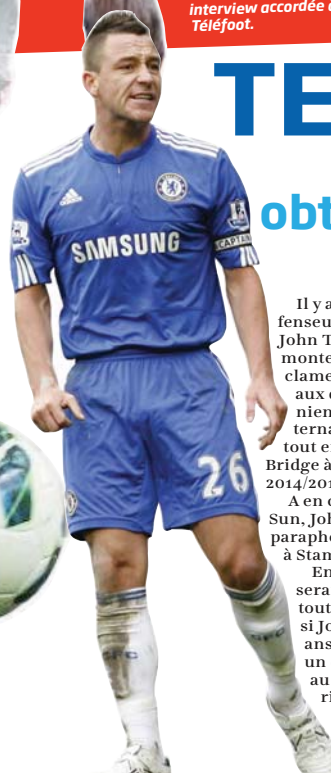 interview accordée
Téléfoot.
TE
obt
SAMSUNG
CAPTAIN
26
CFC
Il y a
fenseu
John T
monte
clame
aux
nien
terna
tout e
Bridge à
2014/201
A en
Sun, Joh
paraphe
à Stam
En
sera
tout
si Jo
ans
un
au
ri